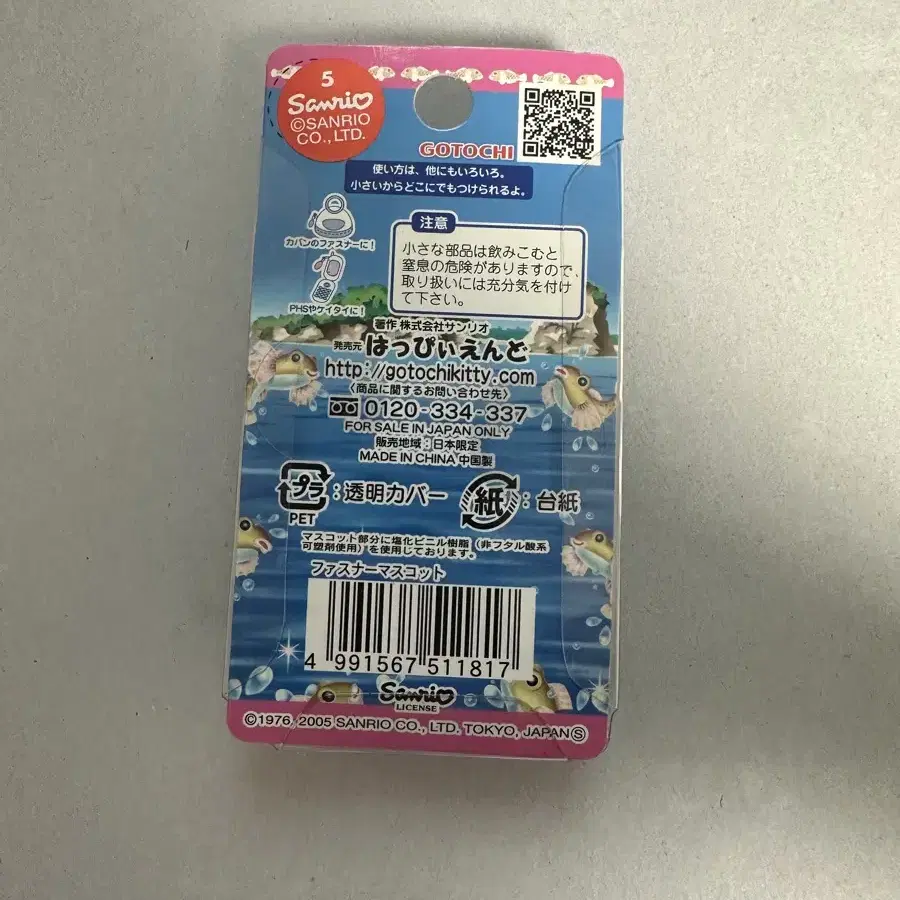 5
Sanrio
©SANRIO
CO.,LTD.
GOTOCHI
使い方は、他にもいろいろ。
小さいからどこにでもつけられるよ。
カバンのファスナーに！
PHSやケイタイに！
注意
小さな部品は飲みこむと
窒息の危険がありますので、
取り扱いには充分気を付け
て下さい。
著作 株式会社サンリオ
発売元 はっぴぃえんど
http://gotochikitty.com
〈商品に関するお問い合わせ先〉
0120-334-337
FOR SALE IN JAPAN ONLY
販売地域：日本限定
MADE IN CHINA 中国製
プラ：透明カバー
PET
紙：台紙
マスコット部分に塩化ビニル樹脂（非フタル酸系
可塑剤使用）を使用しております。
ファスナーマスコット
4 991567 511817
Sanrio
LICENSE
©1976, 2005 SANRIO CO., LTD. TOKYO, JAPAN Ⓢ